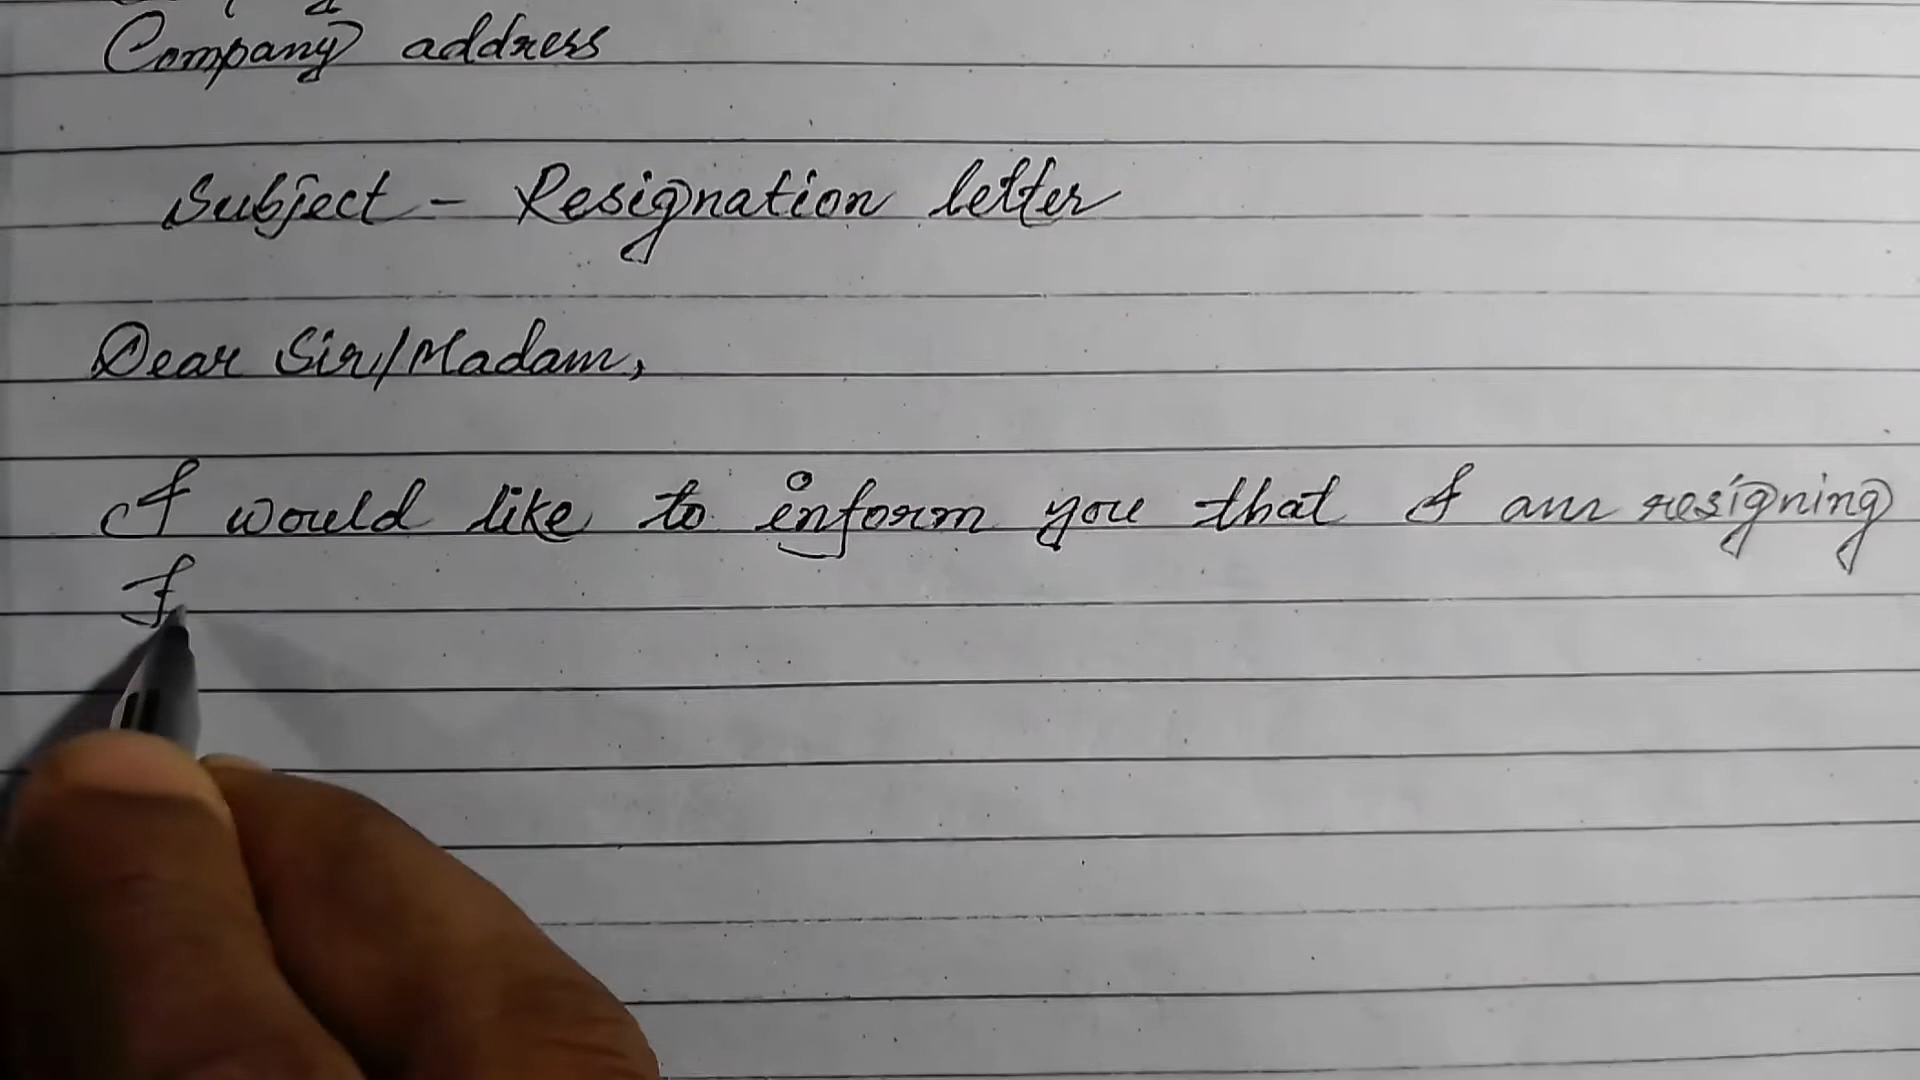 Company address
Subject - Resignation letter
Dear Sir/Madam,
I would like to inform you that I am resigning
f